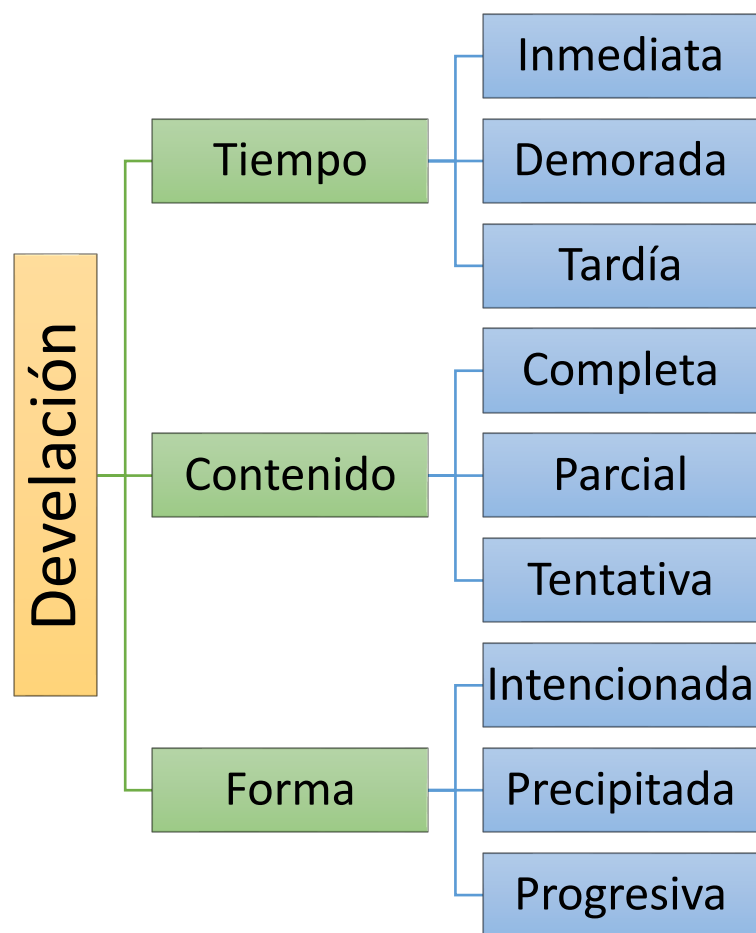 Develación
Tiempo
Inmediata
Demorada
Tardía
Contenido
Completa
Parcial
Tentativa
Forma
Intencionada
Precipitada
Progresiva